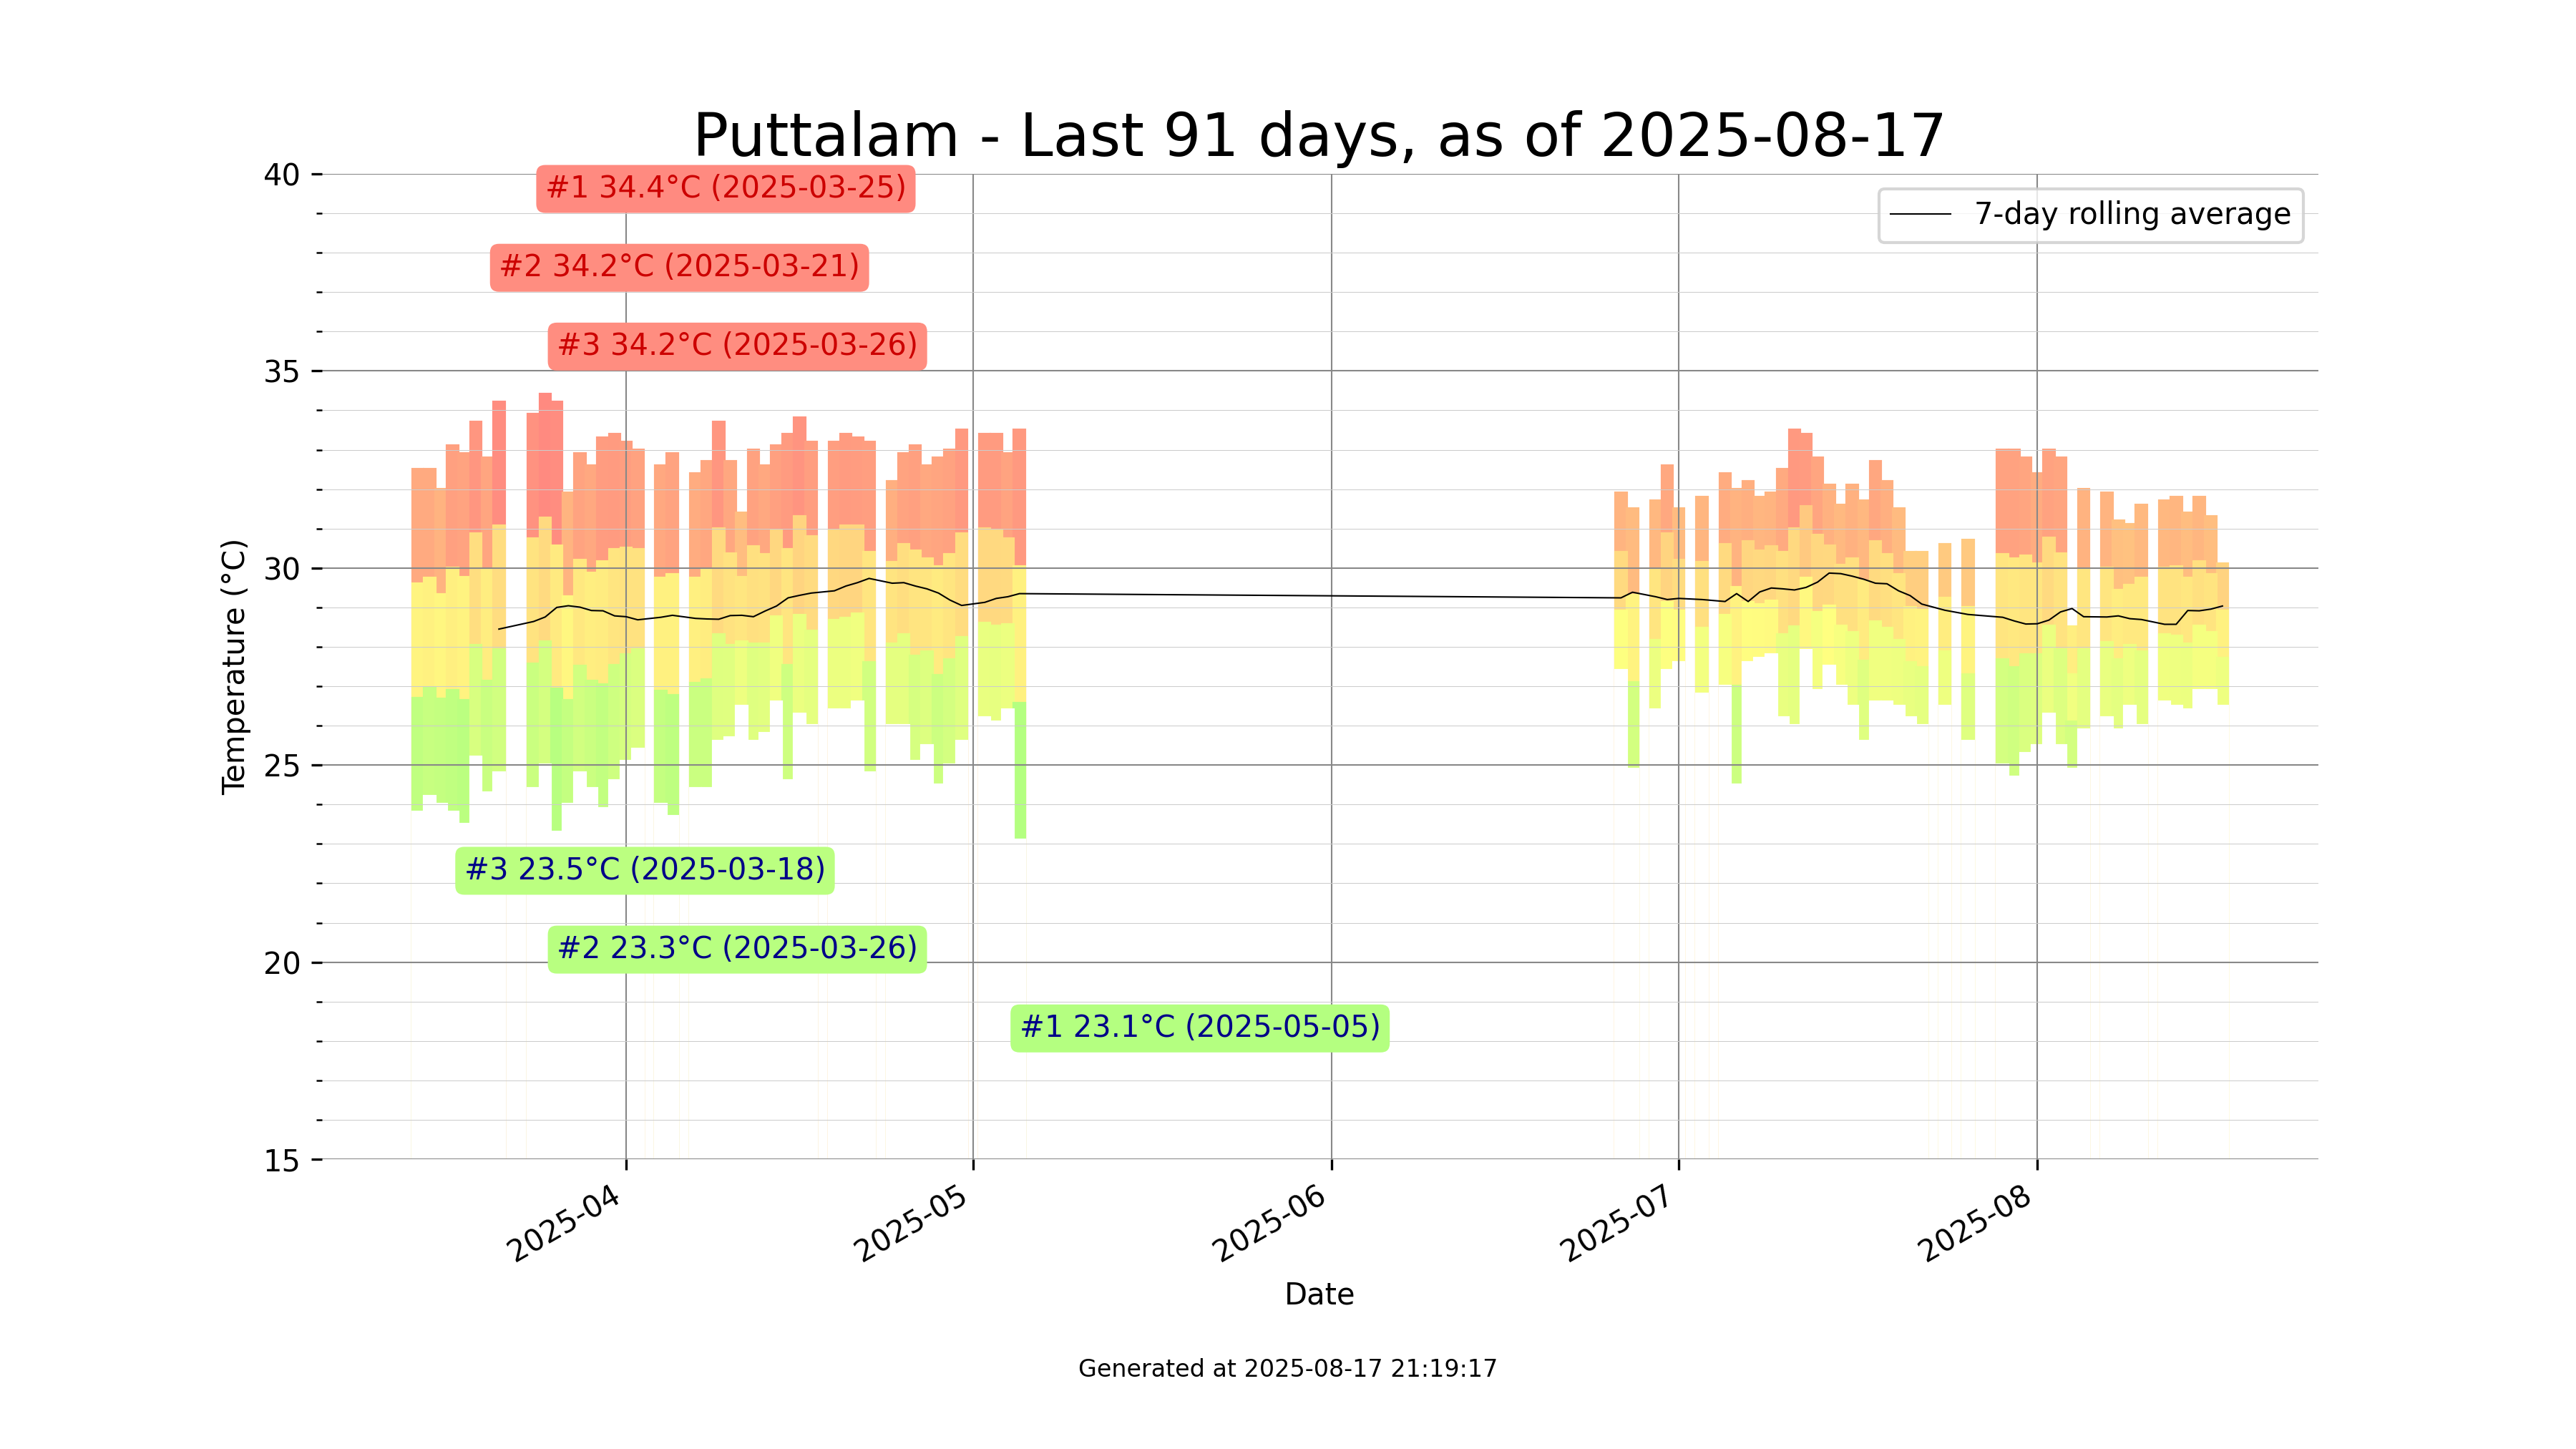 Puttalam - Last 91 days, as of 2025-08-17
40
#1 34.4°C (2025-03-25)
7-day rolling average
#2 34.2°C (2025-03-21)
#3 34.2°C (2025-03-26)
35
30
Temperature (°C)
25
#3 23.5°C (2025-03-18)
#2 23.3°C (2025-03-26)
20
#1 23.1°C (2025-05-05)
15
2025-04
2025-05
2025-06
2025-07
2025-08
Date
Generated at 2025-08-17 21:19:17